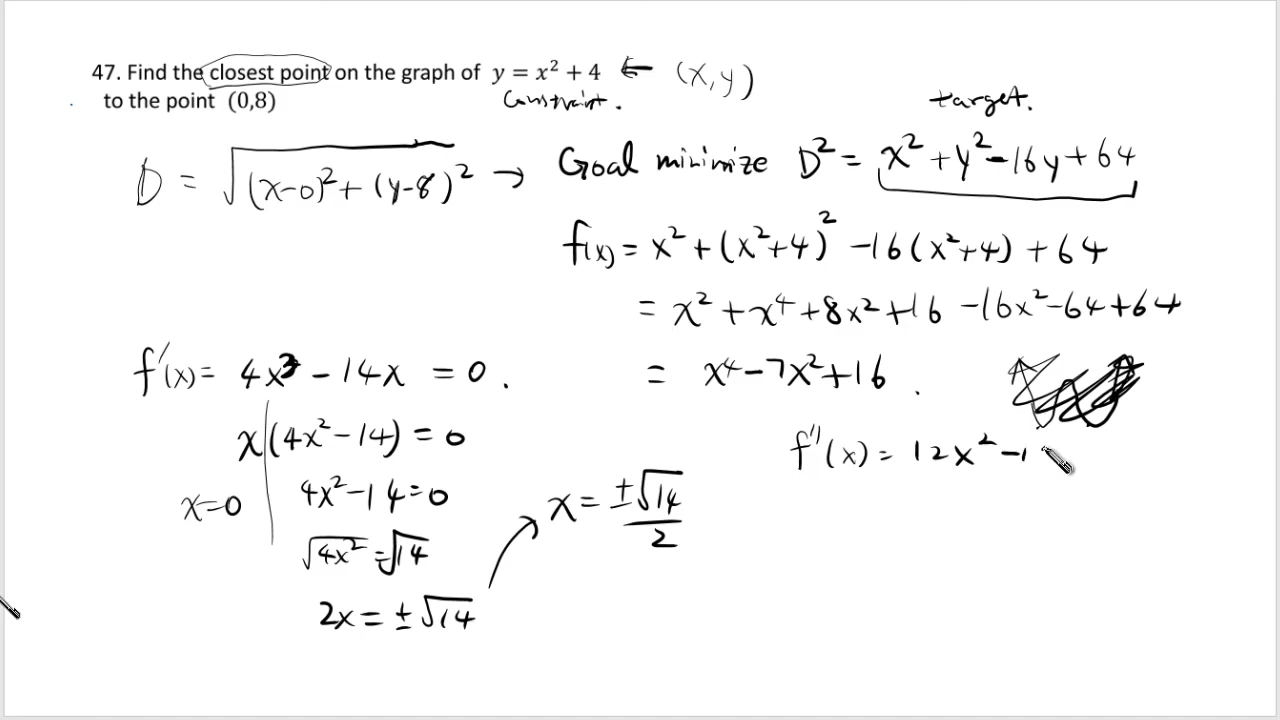 47. Find the closest point on the graph of y = x² + 4 ← (x, y)
to the point (0,8)
Constraint.
target.
D = √((x-0)² + (y-8)²) → Goal minimize D² = x² + y² - 16y + 64
f(x) = x² + (x²+4)² - 16(x²+4) + 64
= x² + x⁴ + 8x² + 16 - 16x² - 64 + 64
= x⁴ - 7x² + 16.
f'(x) = 4x³ - 14x = 0.
x(4x² - 14) = 0
x=0
4x² - 14 = 0
√4x² = √14
2x = ±√14
x = ±√14/2
f''(x) = 12x² - 1